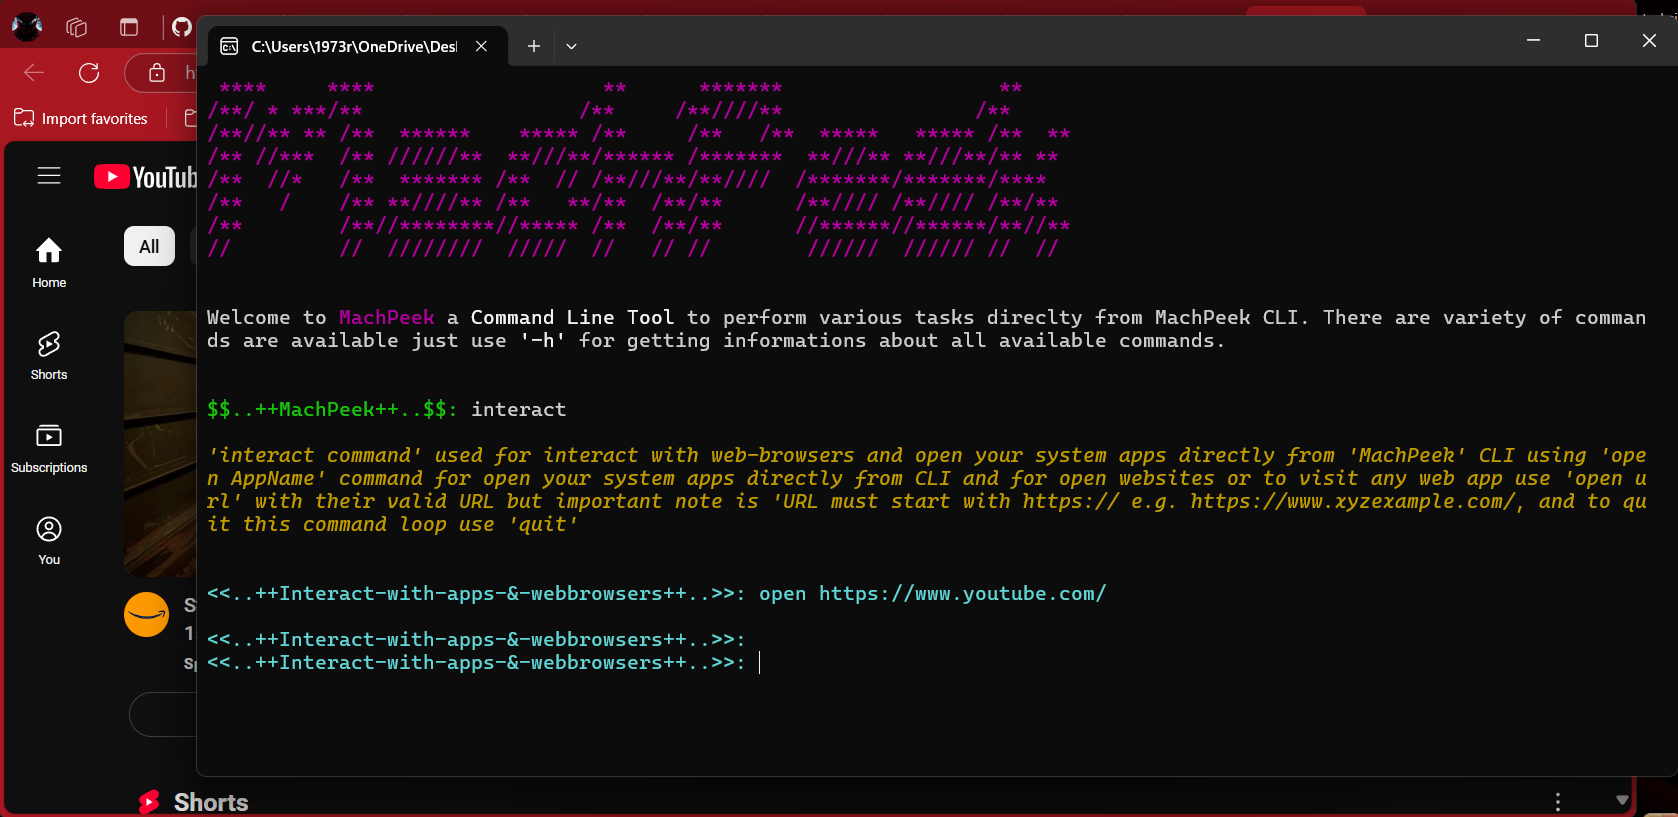 C:\Users\1973r\OneDrive\Des
Import favorites
YouTub
Home
All
Shorts
Subscriptions
You
Shorts
 ****     ****                   **      *******                  **
/**/ * ***/**                  /**     /**////**                /**
/**//** ** /**  ******    ***** /**     /**   /**  *****   ***** /**  **
/** //***  /** //////**  **///**/****** /*******  **///** **///**/** **
/**  //*   /**  ******* /**  // /**///**/**////  /*******/*******/****
/**   /    /** **////** /**   **/**  /**/**      /**//// /**//// /**/**
/**        /**//********//***** /**  /**/**      //******//******/**//**
//         //  ////////  /////  //   // //        //////  ////// //  //
Welcome to MachPeek a Command Line Tool to perform various tasks direclty from MachPeek CLI. There are variety of comman
ds are available just use '-h' for getting informations about all available commands.
$$..++MachPeek++..$$: interact
'interact command' used for interact with web-browsers and open your system apps directly from 'MachPeek' CLI using 'ope
n AppName' command for open your system apps directly from CLI and for open websites or to visit any web app use 'open u
rl' with their valid URL but important note is 'URL must start with https:// e.g. https://www.xyzexample.com/, and to qu
it this command loop use 'quit'
<<..++Interact-with-apps-&-webbrowsers++..>>: open https://www.youtube.com/
<<..++Interact-with-apps-&-webbrowsers++..>>:
<<..++Interact-with-apps-&-webbrowsers++..>>: